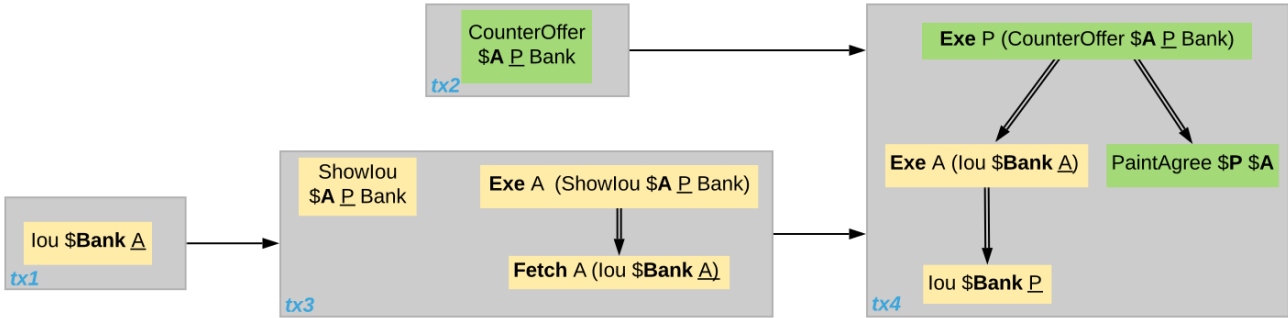 CounterOffer
$A P Bank
tx2
Exe P (CounterOffer $A P Bank)
Exe A (Iou $Bank A)
PaintAgree $P $A
Iou $Bank P
tx4
ShowIou
$A P Bank
Exe A (ShowIou $A P Bank)
Fetch A (Iou $Bank A)
tx3
Iou $Bank A
tx1